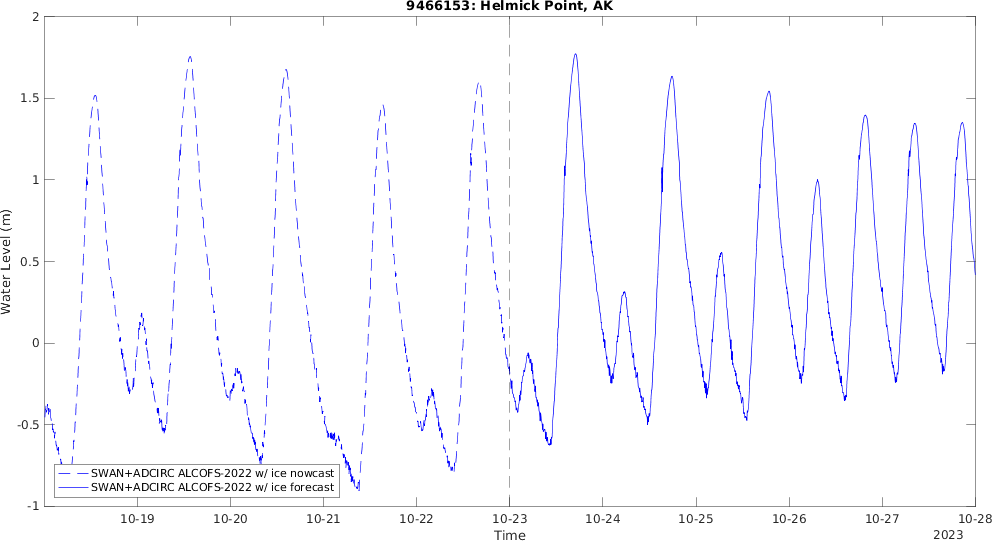 9466153: Helmick Point, AK
2
1.5
1
0.5
0
-0.5
-1
Water Level (m)
SWAN+ADCIRC ALCOFS-2022 w/ ice nowcast
SWAN+ADCIRC ALCOFS-2022 w/ ice forecast
10-19 10-20 10-21 10-22 10-23 10-24 10-25 10-26 10-27 10-28
Time
2023